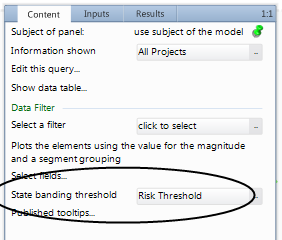 Content Inputs Results 1:1
Subject of panel: use subject of the model
Information shown All Projects ..
Edit this query...
Show data table...
Data Filter
Select a filter click to select ..
Plots the elements using the value for the magnitude
and a segment grouping
Select fields...
State banding threshold Risk Threshold ..
Published tooltips...